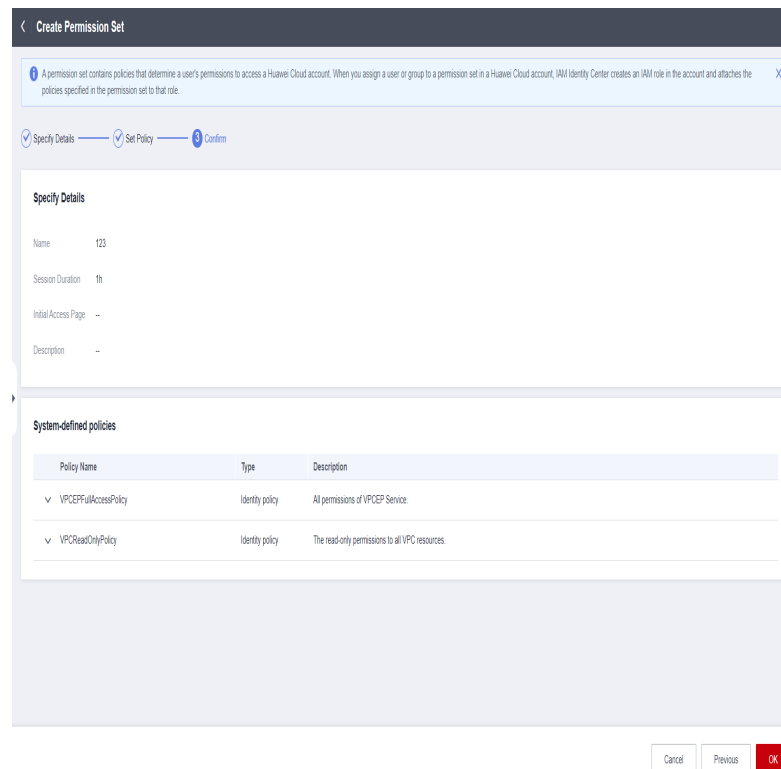 Create Permission Set
A permission set contains policies that determine a user's permissions to access a Huawei Cloud account. When you assign a user or group to a permission set in a Huawei Cloud account, IAM Identity Center creates an IAM role in the account and attaches the
policies specified in the permission set to that role.
Specify Details
Set Policy
3 Confirm
Specify Details
Name 123
Session Duration 1h
Initial Access Page --
Description --
System-defined policies
Policy Name Type Description
VPCEPFullAccessPolicy Identity policy All permissions of VPCEP Service.
VPCReadOnlyPolicy Identity policy The read-only permissions to all VPC resources.
Cancel Previous OK